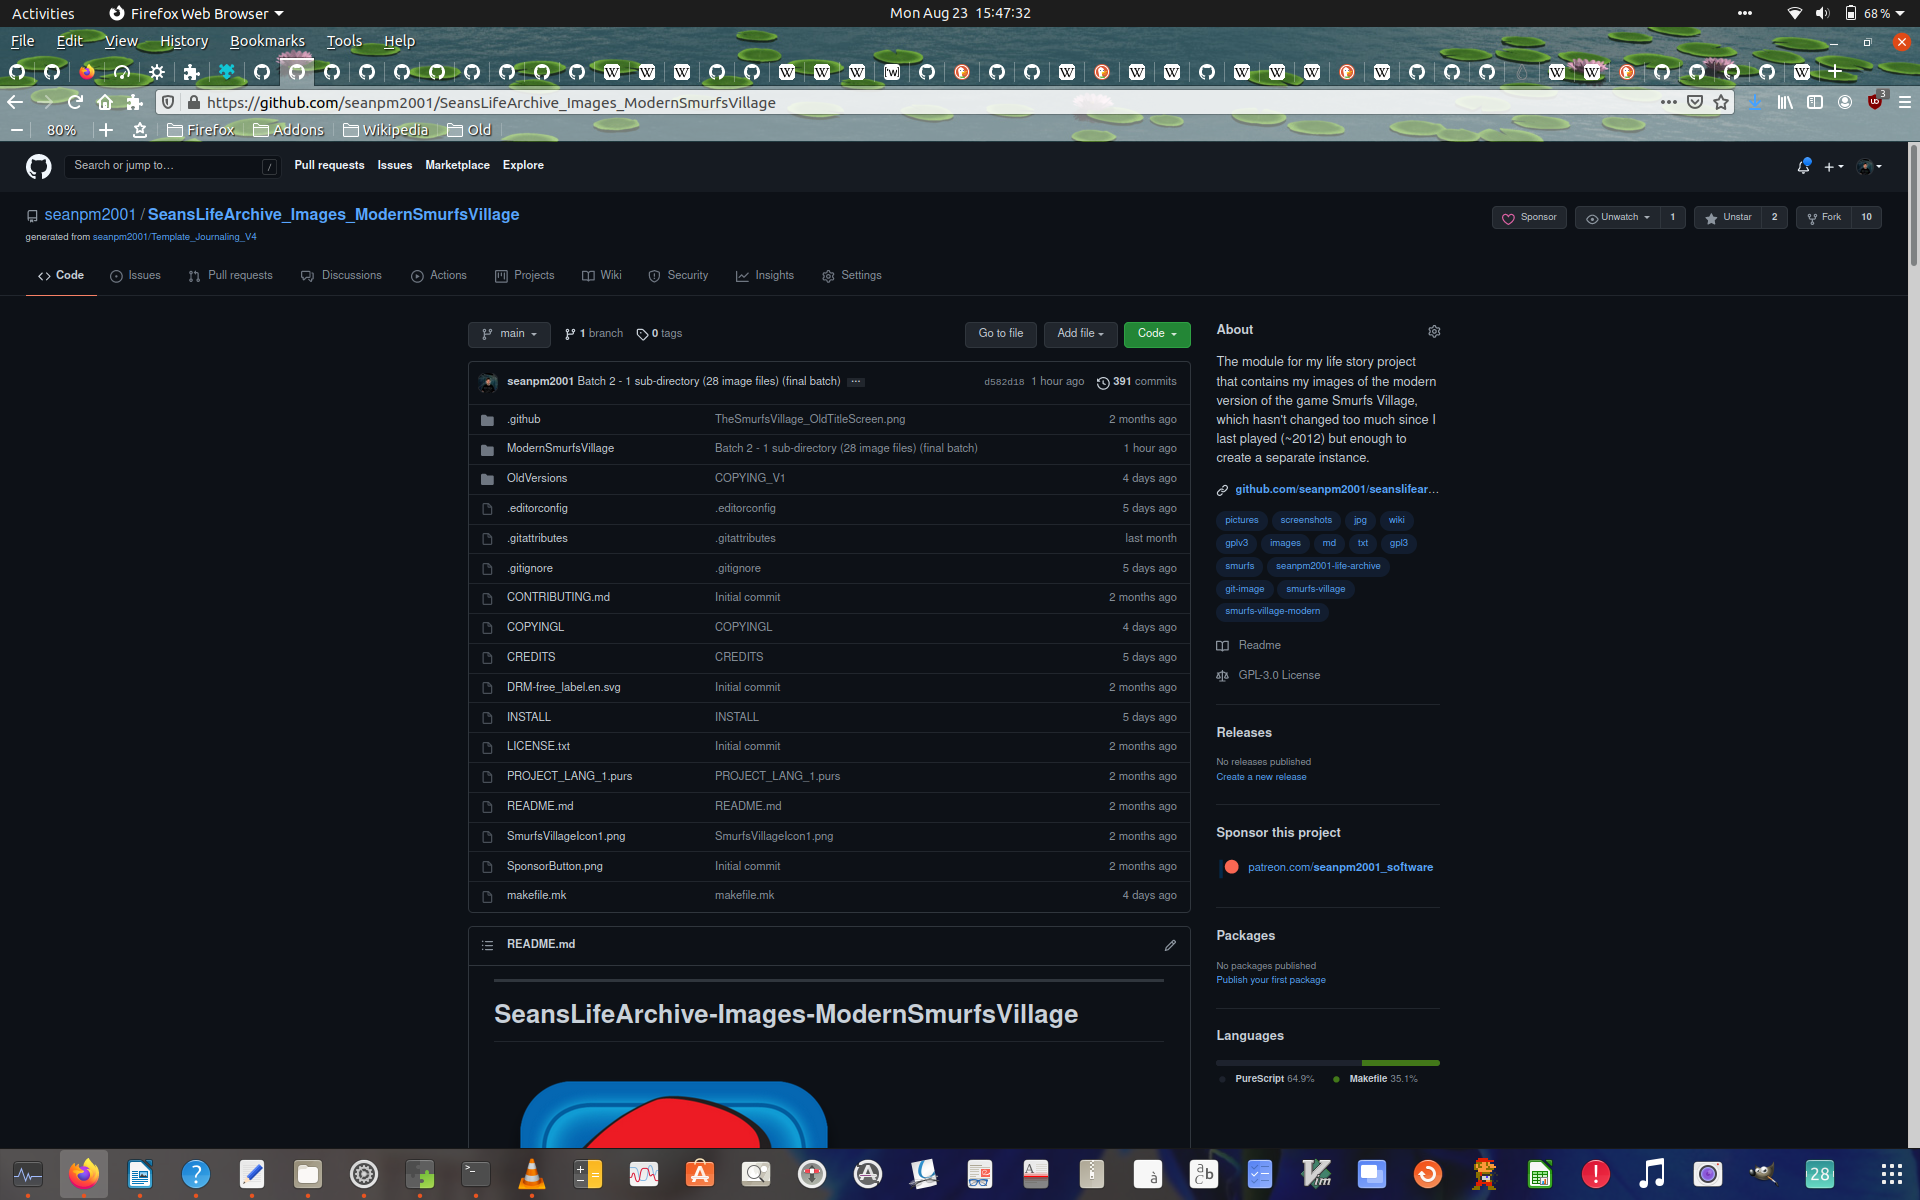 Activities Firefox Web Browser Mon Aug 23 15:47:32 68 %
File Edit View History Bookmarks Tools Help
https://github.com/seanpm2001/SeansLifeArchive_Images_ModernSmurfsVillage 3
80% Firefox Addons Wikipedia Old
Search or jump to... / Pull requests Issues Marketplace Explore
seanpm2001 / SeansLifeArchive_Images_ModernSmurfsVillage Sponsor Unwatch 1 Unstar 2 Fork 10
generated from seanpm2001/Template_Journaling_V4
Code Issues Pull requests Discussions Actions Projects Wiki Security Insights Settings
main 1 branch 0 tags Go to file Add file Code
seanpm2001 Batch 2 - 1 sub-directory (28 image files) (final batch) ... d582d18 1 hour ago 391 commits
.github TheSmurfsVillage_OldTitleScreen.png 2 months ago
ModernSmurfsVillage Batch 2 - 1 sub-directory (28 image files) (final batch) 1 hour ago
OldVersions COPYING_V1 4 days ago
.editorconfig .editorconfig 5 days ago
.gitattributes .gitattributes last month
.gitignore .gitignore 5 days ago
CONTRIBUTING.md Initial commit 2 months ago
COPYINGL COPYINGL 4 days ago
CREDITS CREDITS 5 days ago
DRM-free_label.en.svg Initial commit 2 months ago
INSTALL INSTALL 5 days ago
LICENSE.txt Initial commit 2 months ago
PROJECT_LANG_1.purs PROJECT_LANG_1.purs 2 months ago
README.md README.md 2 months ago
SmurfsVillageIcon1.png SmurfsVillageIcon1.png 2 months ago
SponsorButton.png Initial commit 2 months ago
makefile.mk makefile.mk 4 days ago
README.md
SeansLifeArchive-Images-ModernSmurfsVillage
About
The module for my life story project
that contains my images of the modern
version of the game Smurfs Village,
which hasn't changed too much since I
last played (~2012) but enough to
create a separate instance.
github.com/seanpm2001/seanslifear...
pictures screenshots jpg wiki
gplv3 images md txt gpl3
smurfs seanpm2001-life-archive
git-image smurfs-village
smurfs-village-modern
Readme
GPL-3.0 License
Releases
No releases published
Create a new release
Sponsor this project
patreon.com/seanpm2001_software
Packages
No packages published
Publish your first package
Languages
PureScript 64.9% Makefile 35.1%
28